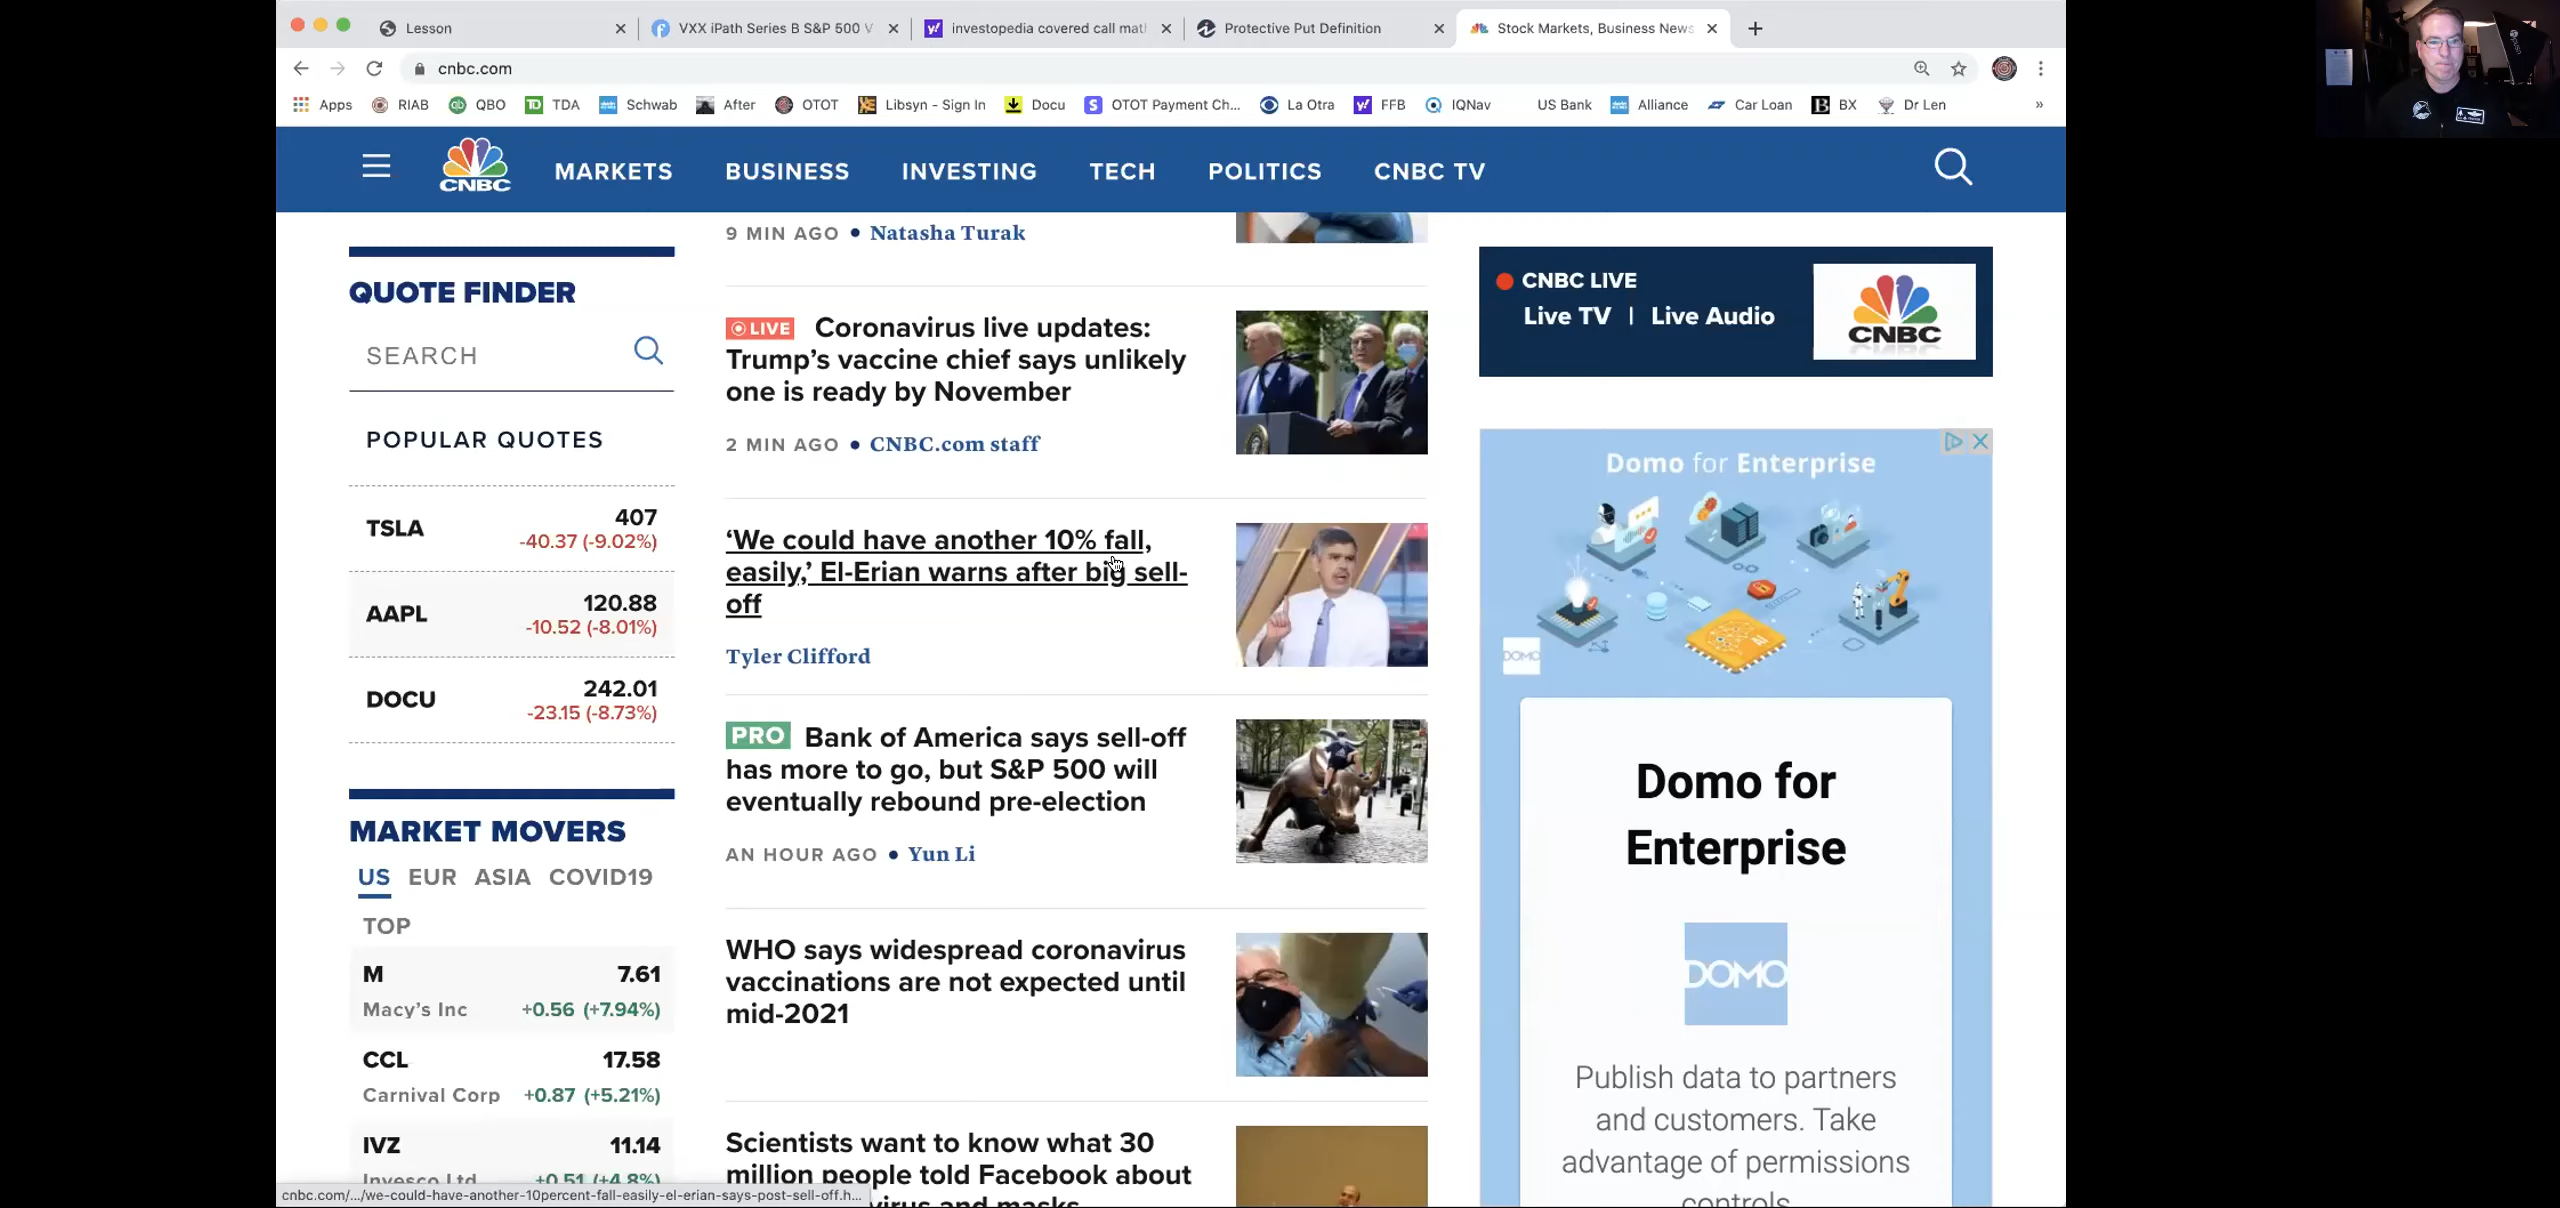 Lesson
VXX iPath Series B S&P 500 V
investopedia covered call mat
Protective Put Definition
Stock Markets, Business News
cnbc.com
Apps RIAB QBO TDA Schwab After OTOT Libsyn - Sign In Docu OTOT Payment Ch... La Otra FFB IQNav US Bank Alliance Car Loan BX Dr Len »
CNBC
MARKETS BUSINESS INVESTING TECH POLITICS CNBC TV
QUOTE FINDER
SEARCH
POPULAR QUOTES
TSLA 407
-40.37 (-9.02%)
AAPL 120.88
-10.52 (-8.01%)
DOCU 242.01
-23.15 (-8.73%)
MARKET MOVERS
US EUR ASIA COVID19
TOP
M 7.61
Macy's Inc +0.56 (+7.94%)
CCL 17.58
Carnival Corp +0.87 (+5.21%)
IVZ 11.14
Invesco Ltd +0.51 (+4.8%)
9 MIN AGO • Natasha Turak
LIVE Coronavirus live updates:
Trump’s vaccine chief says unlikely
one is ready by November
2 MIN AGO • CNBC.com staff
‘We could have another 10% fall,
easily,’ El-Erian warns after big sell-
off
Tyler Clifford
PRO Bank of America says sell-off
has more to go, but S&P 500 will
eventually rebound pre-election
AN HOUR AGO • Yun Li
WHO says widespread coronavirus
vaccinations are not expected until
mid-2021
Scientists want to know what 30
million people told Facebook about
virus and masks
CNBC LIVE
Live TV | Live Audio
CNBC
Domo for Enterprise
DOMO
Domo for
Enterprise
DOMO
Publish data to partners
and customers. Take
advantage of permissions
controls
cnbc.com/.../we-could-have-another-10percent-fall-easily-el-erian-says-post-sell-off.h...